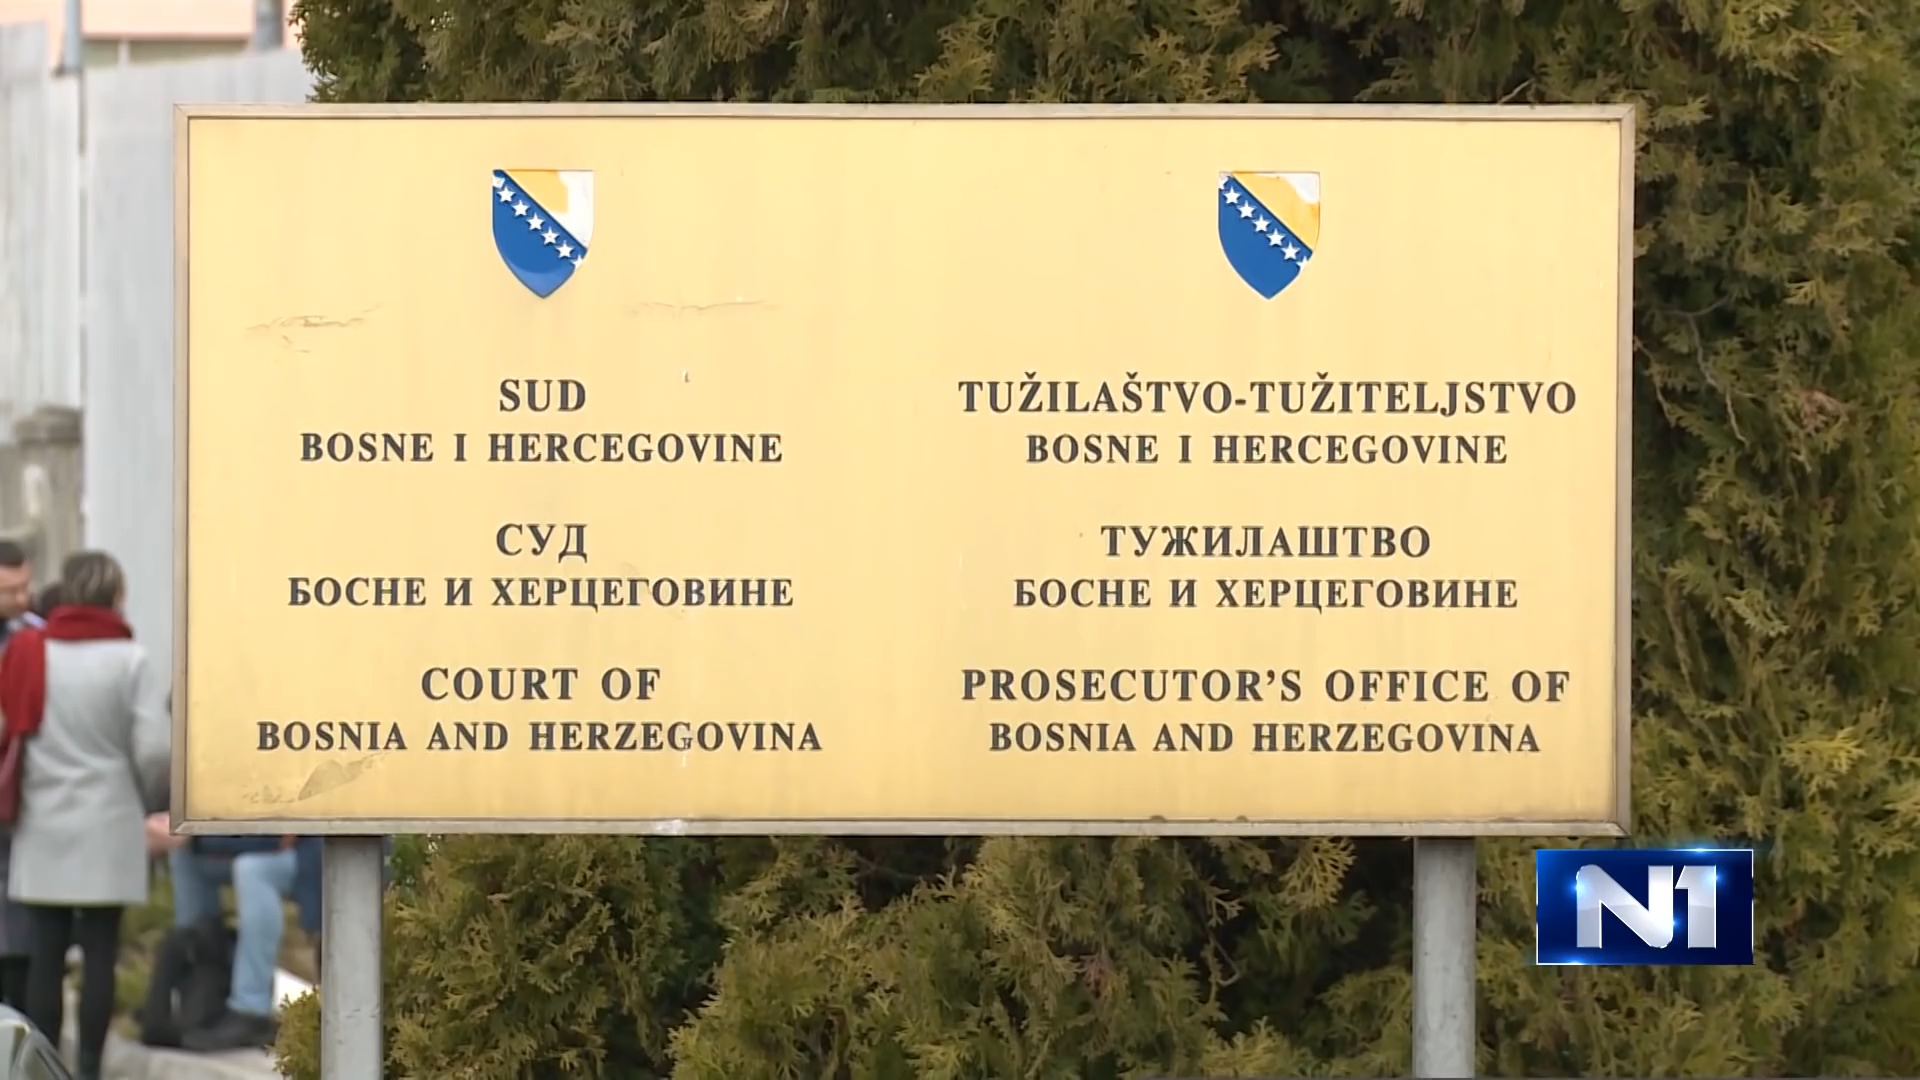 SUD
BOSNE I HERCEGOVINE
СУД
БОСНЕ И ХЕРЦЕГОВИНЕ
COURT OF
BOSNIA AND HERZEGOVINA
TUŽILAŠTVO-TUŽITELJSTVO
BOSNE I HERCEGOVINE
ТУЖИЛАШТВО
БОСНЕ И ХЕРЦЕГОВИНЕ
PROSECUTOR'S OFFICE OF
BOSNIA AND HERZEGOVINA
N1